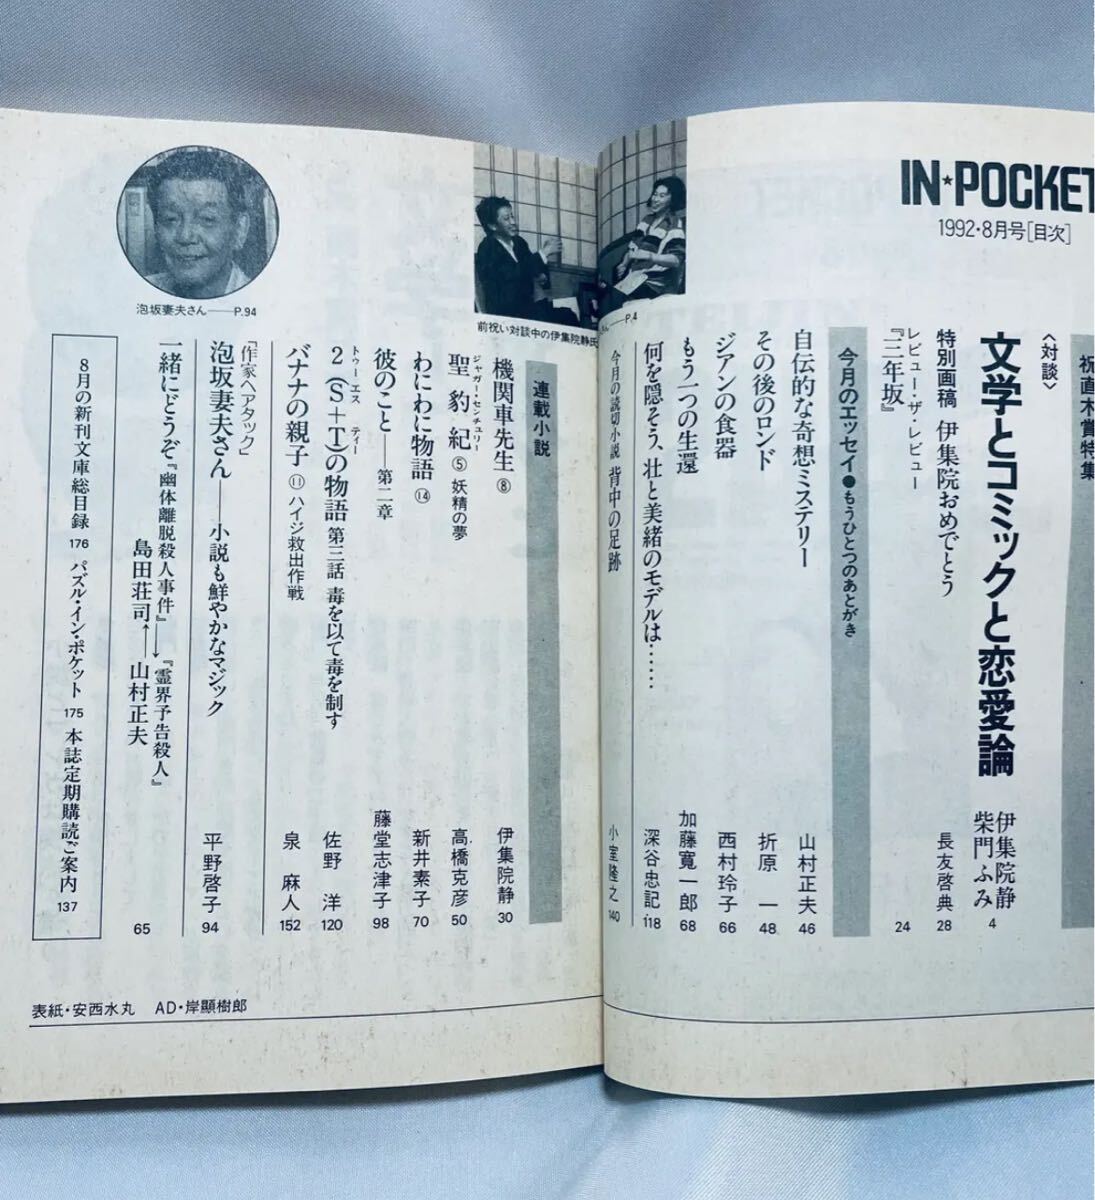 IN★POCKET
1992・8月号[目次]
祝直木賞特集
〈対談〉
文学とコミックと恋愛論
伊集院静
柴門ふみ
4
特別画稿 伊集院おめでとう
長友啓典
28
レビュー・ザ・レビュー
『三年坂』
24
今月のエッセイ●もうひとつのあとがき
自伝的な奇想ミステリー
山村正夫
46
その後のロンド
折原 一
48
ジアンの食器
西村玲子
66
もう一つの生還
加藤寛一郎
68
何を隠そう、壮と美緒のモデルは……
深谷忠記
118
今月の読切小説 背中の足跡
小室隆之
140
さん――P.4
前祝い対談中の伊集院静氏
連載小説
機関車先生⑧
伊集院静
30
ジャガー・センチュリー
聖豹紀⑤妖精の夢
高橋克彦
50
わにわに物語⑭
新井素子
70
彼のこと――第二章
藤堂志津子
98
トゥー エス ティー
2(S+T)の物語 第三話 毒を以て毒を制す
佐野 洋
120
バナナの親子⑪ハイジ救出作戦
泉 麻人
152
「作家へアタック」
泡坂妻夫さん――小説も鮮やかなマジック
平野啓子
94
一緒にどうぞ『幽体離脱殺人事件』→『霊界予告殺人』
島田荘司←→山村正夫
65
8月の新刊文庫総目録 176 パズル・イン・ポケット 175 本誌定期購読ご案内 137
泡坂妻夫さん――P.94
表紙・安西水丸 AD・岸顯樹郎